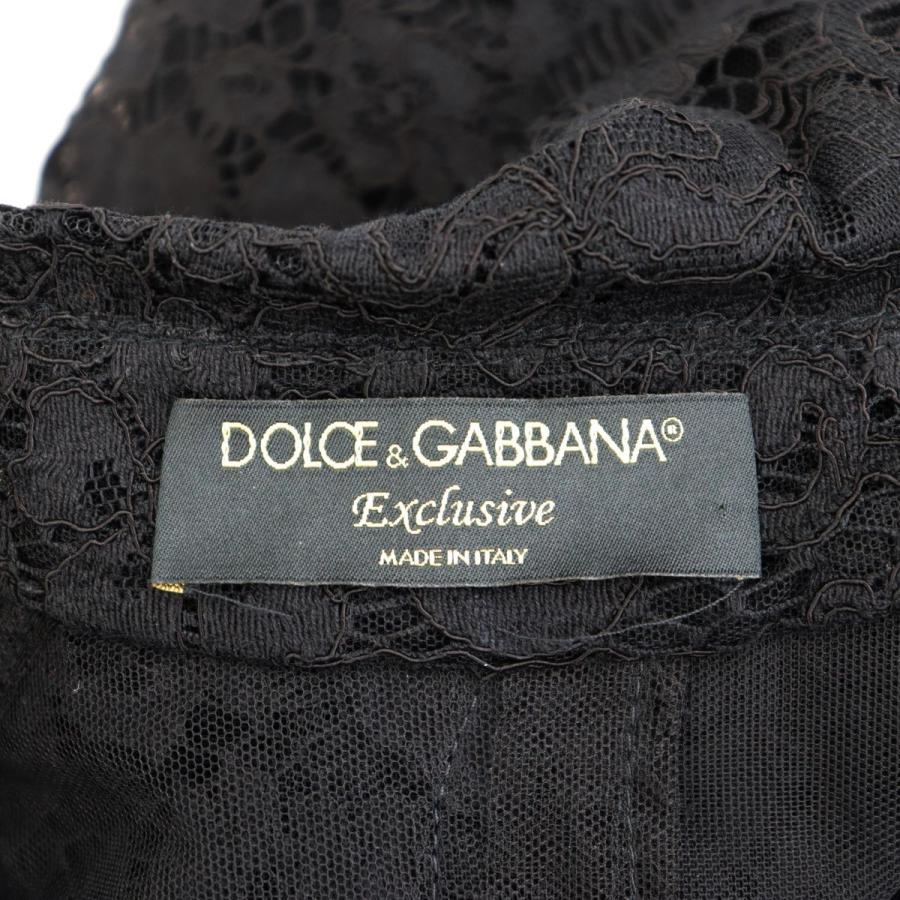 DOLCE & GABBANA®
Exclusive
MADE IN ITALY